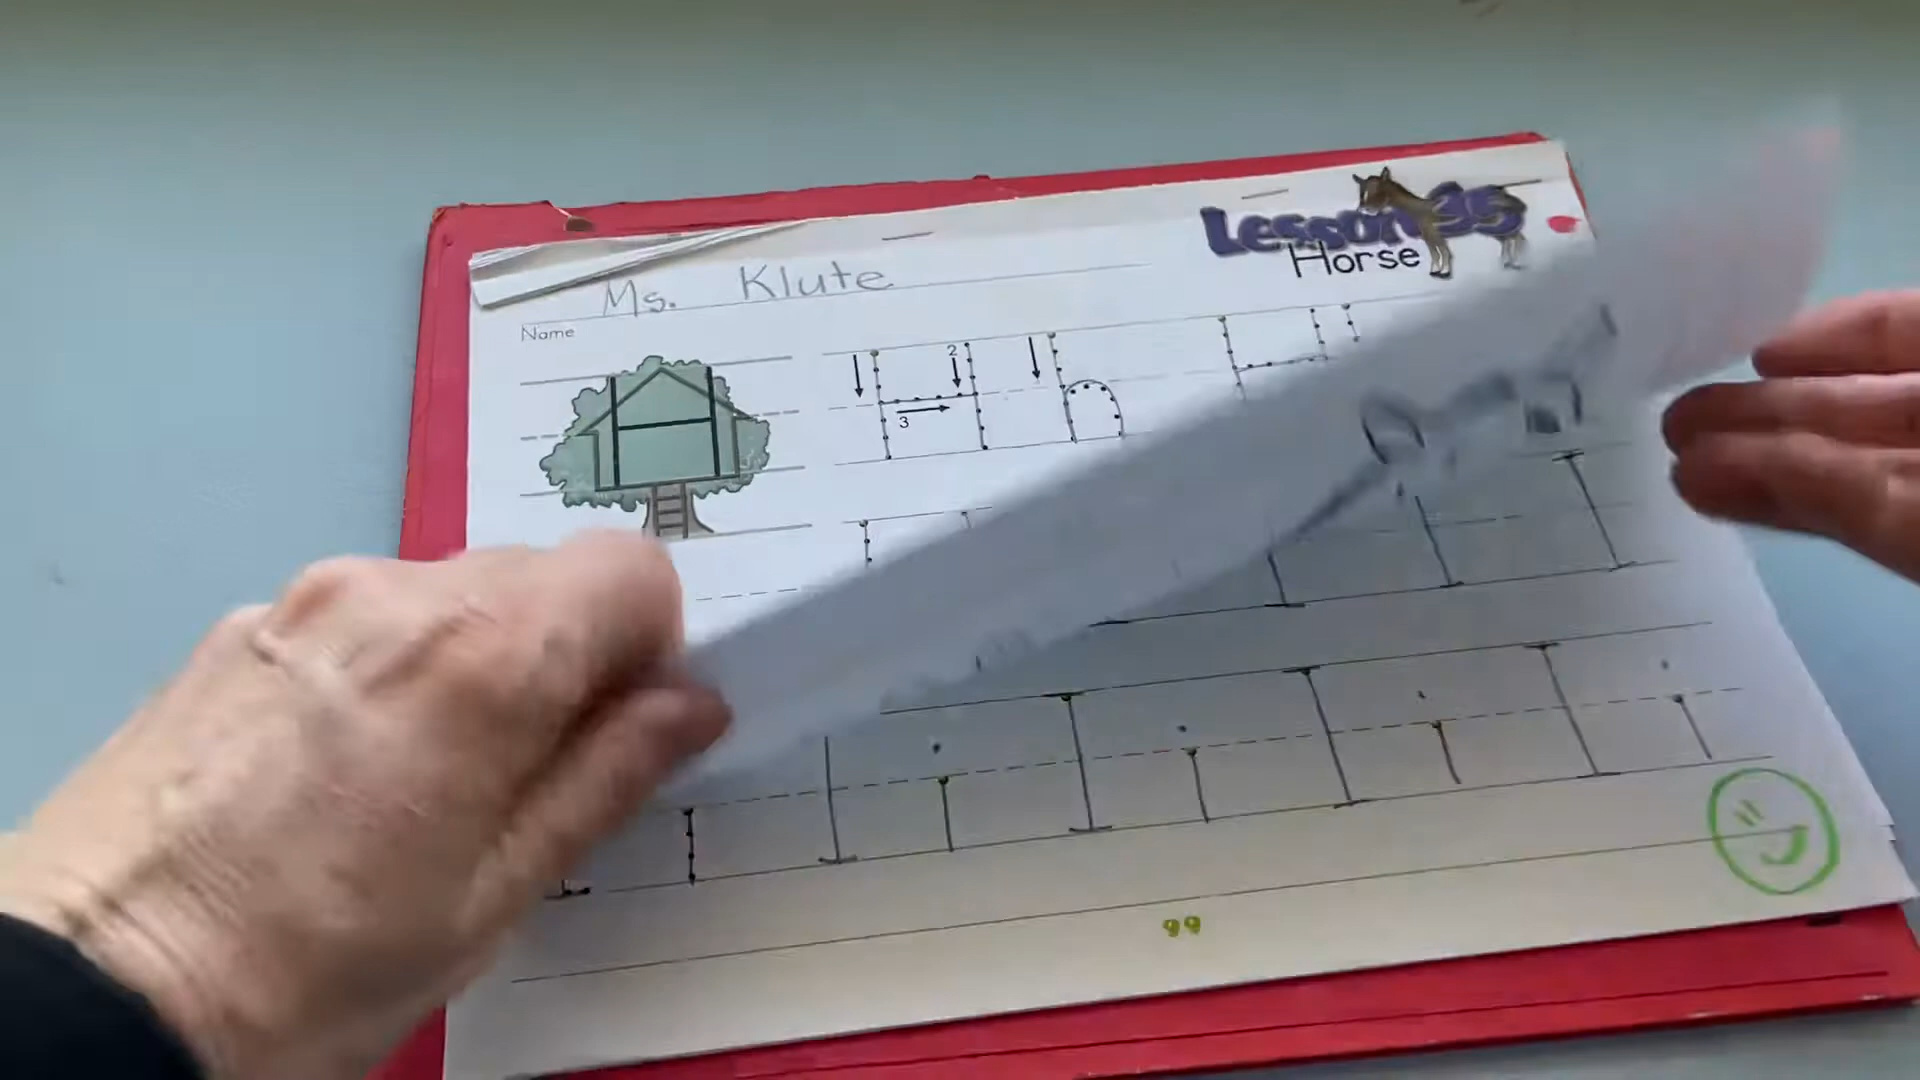 Lesson 35
Horse
Ms. Klute
Name
2
H h
3
I i I i I i I i
99